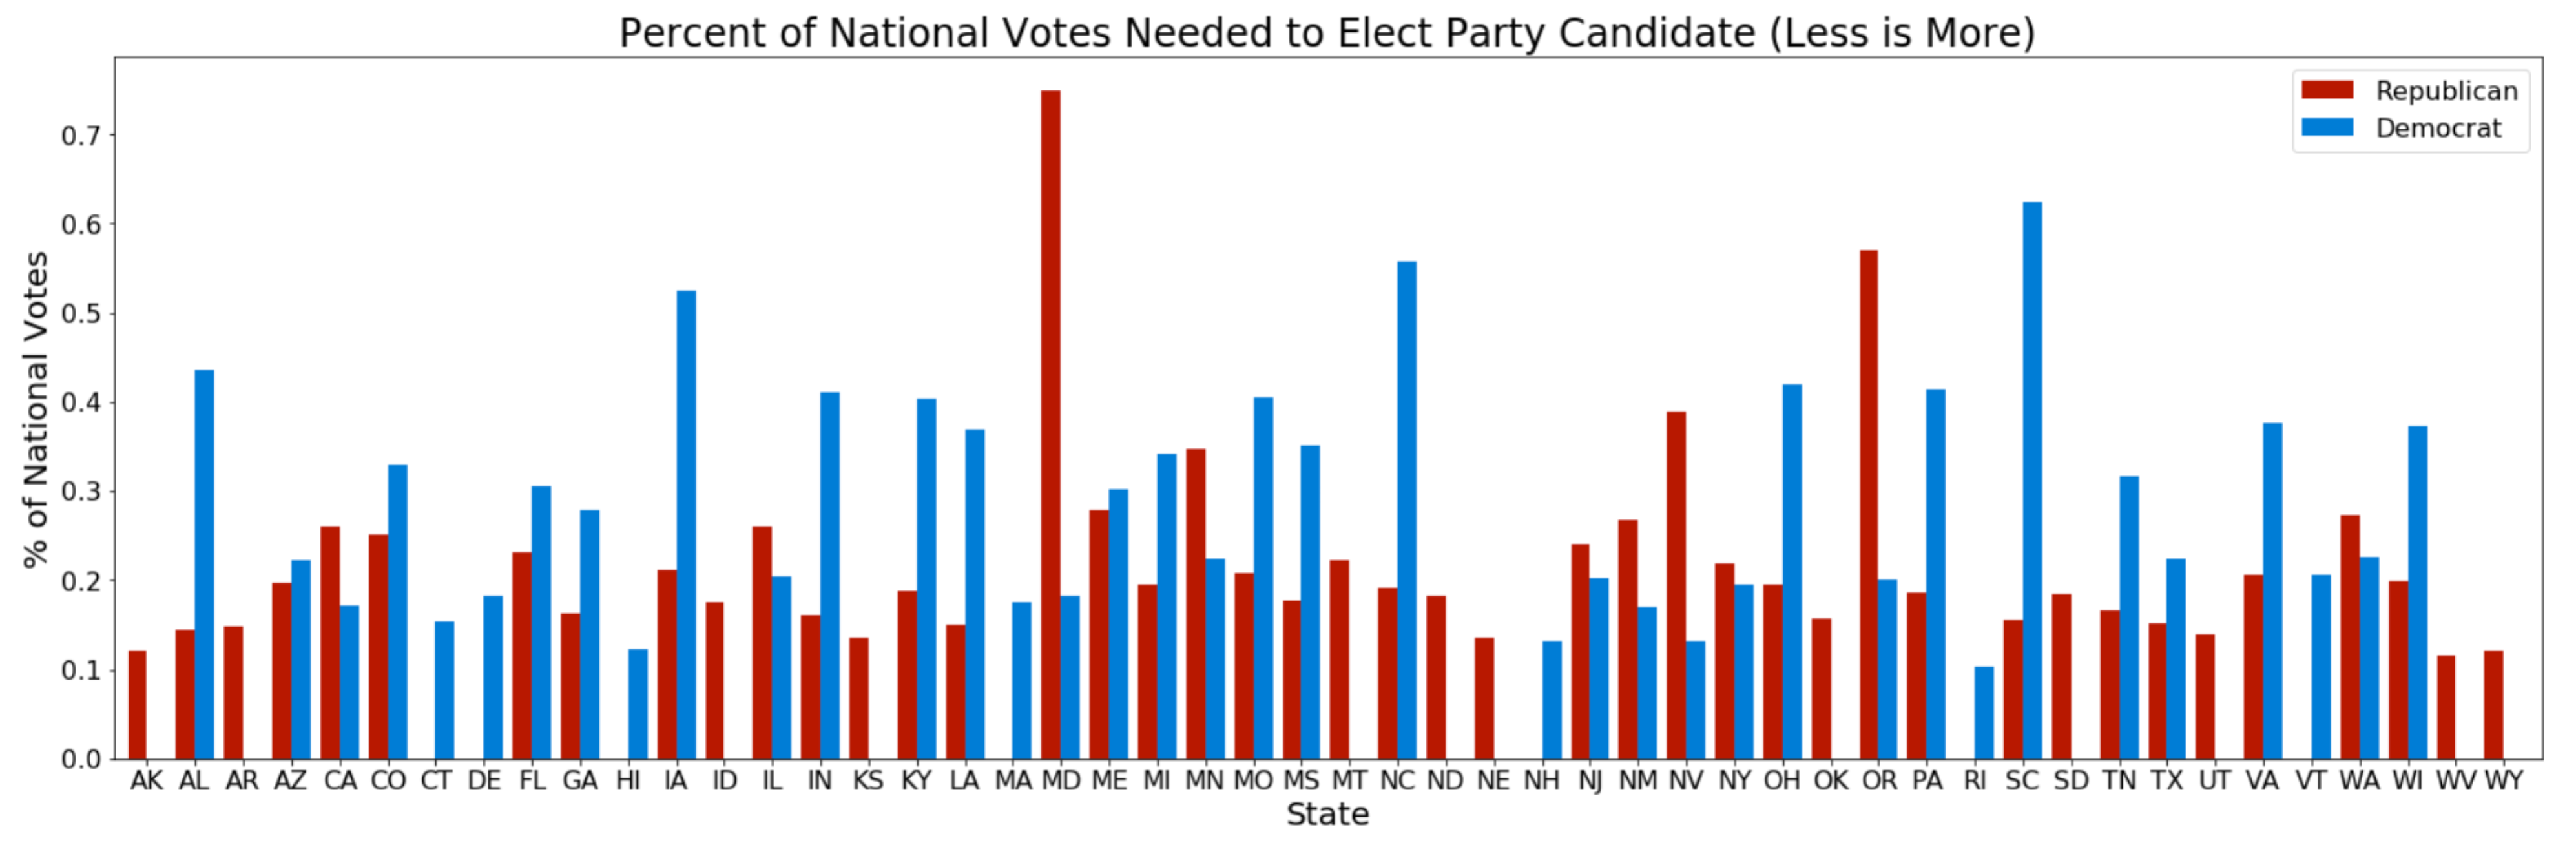 Percent of National Votes Needed to Elect Party Candidate (Less is More)
Republican
Democrat
% of National Votes
0.7
0.6
0.5
0.4
0.3
0.2
0.1
0.0
AK AL AR AZ CA CO CT DE FL GA HI IA ID IL IN KS KY LA MA MD ME MI MN MO MS MT NC ND NE NH NJ NM NV NY OH OK OR PA RI SC SD TN TX UT VA VT WA WI WV WY
State